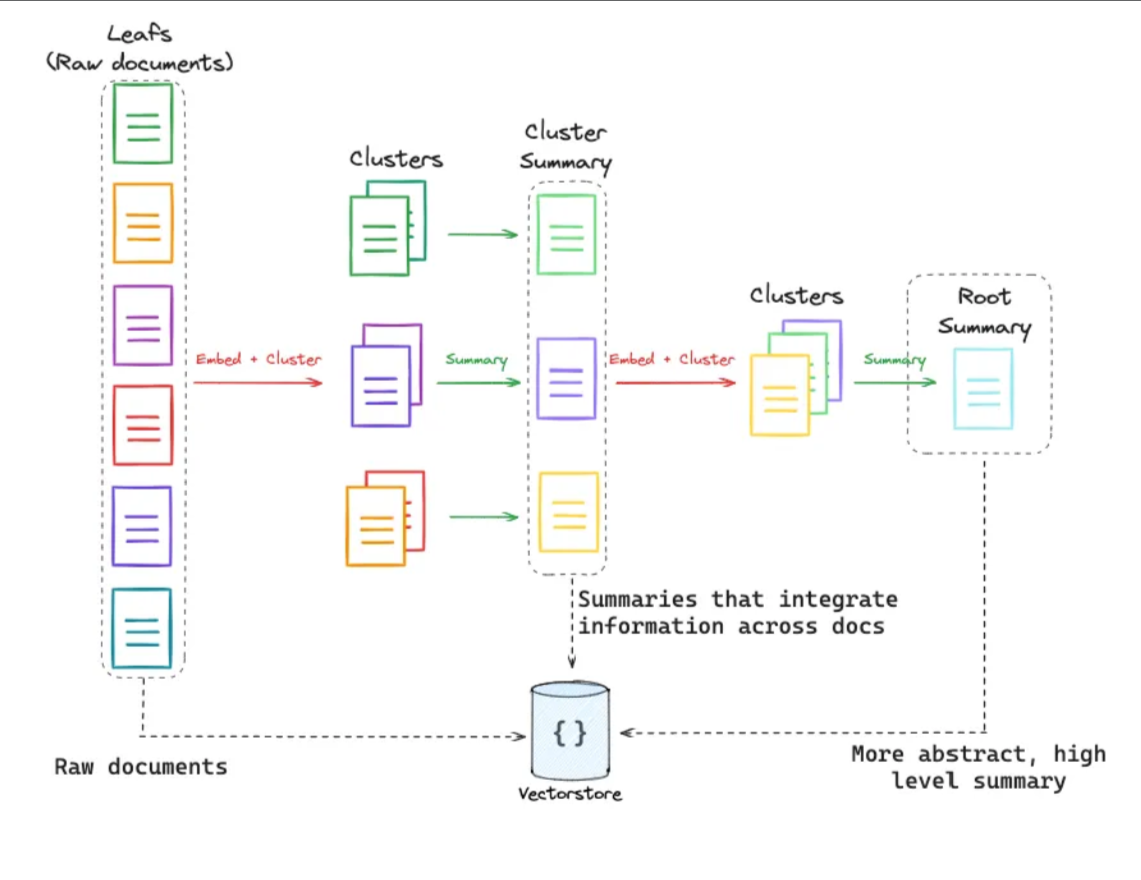 Leafs
(Raw documents)
Clusters
Cluster
Summary
Clusters
Root
Summary
Embed + Cluster
Summary
Embed + Cluster
Summary
Summaries that integrate
information across docs
{}
Vectorstore
Raw documents
More abstract, high
level summary